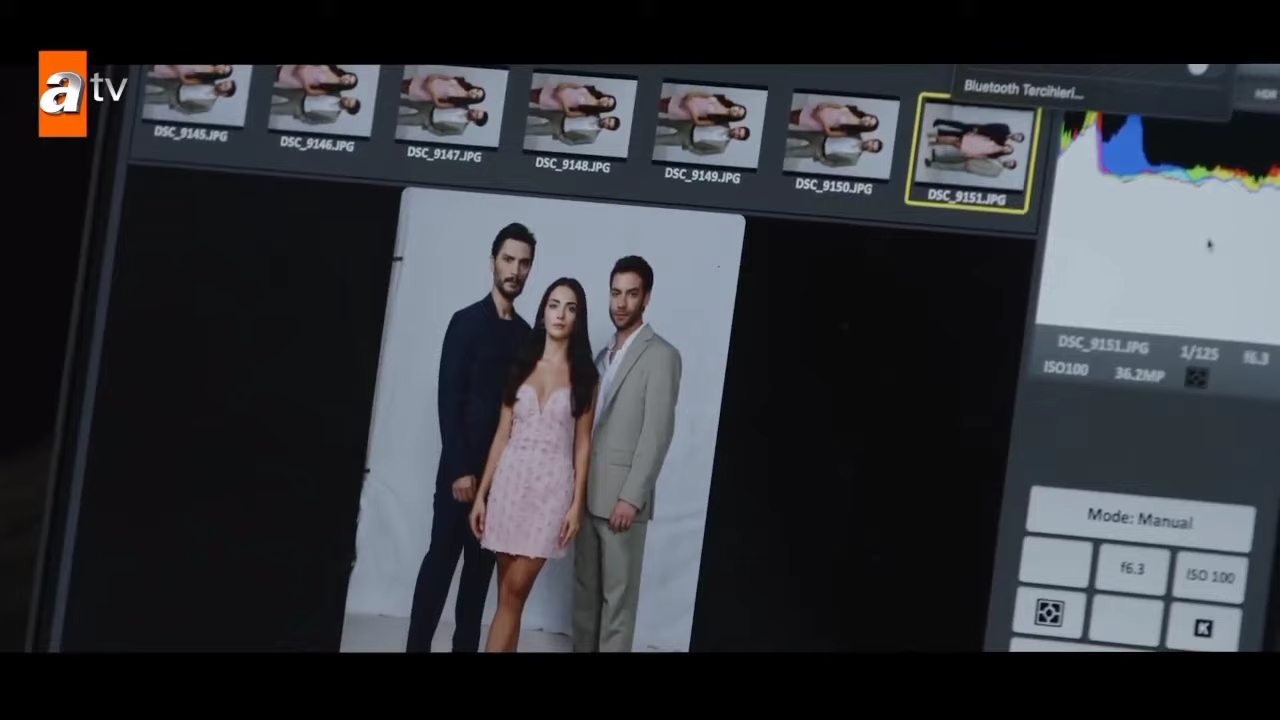 atv
Bluetooth Tercihleri...
HDR
DSC_9145.JPG
DSC_9146.JPG
DSC_9147.JPG
DSC_9148.JPG
DSC_9149.JPG
DSC_9150.JPG
DSC_9151.JPG
DSC_9151.JPG 1/125 f6.3
ISO100 36.2MP
Mode: Manual
f6.3 ISO 100
K